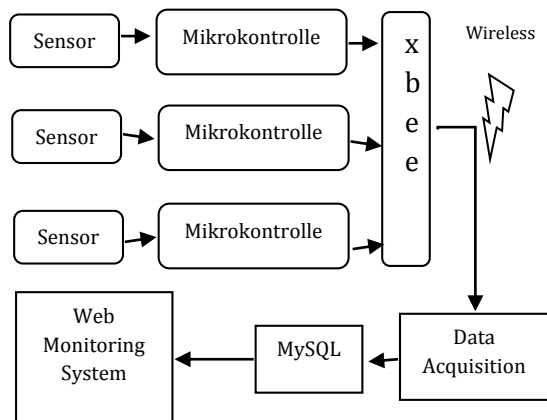 Sensor
Mikrokontrolle
x
b
e
e
Wireless
Sensor
Mikrokontrolle
Sensor
Mikrokontrolle
Web
Monitoring
System
MySQL
Data
Acquisition